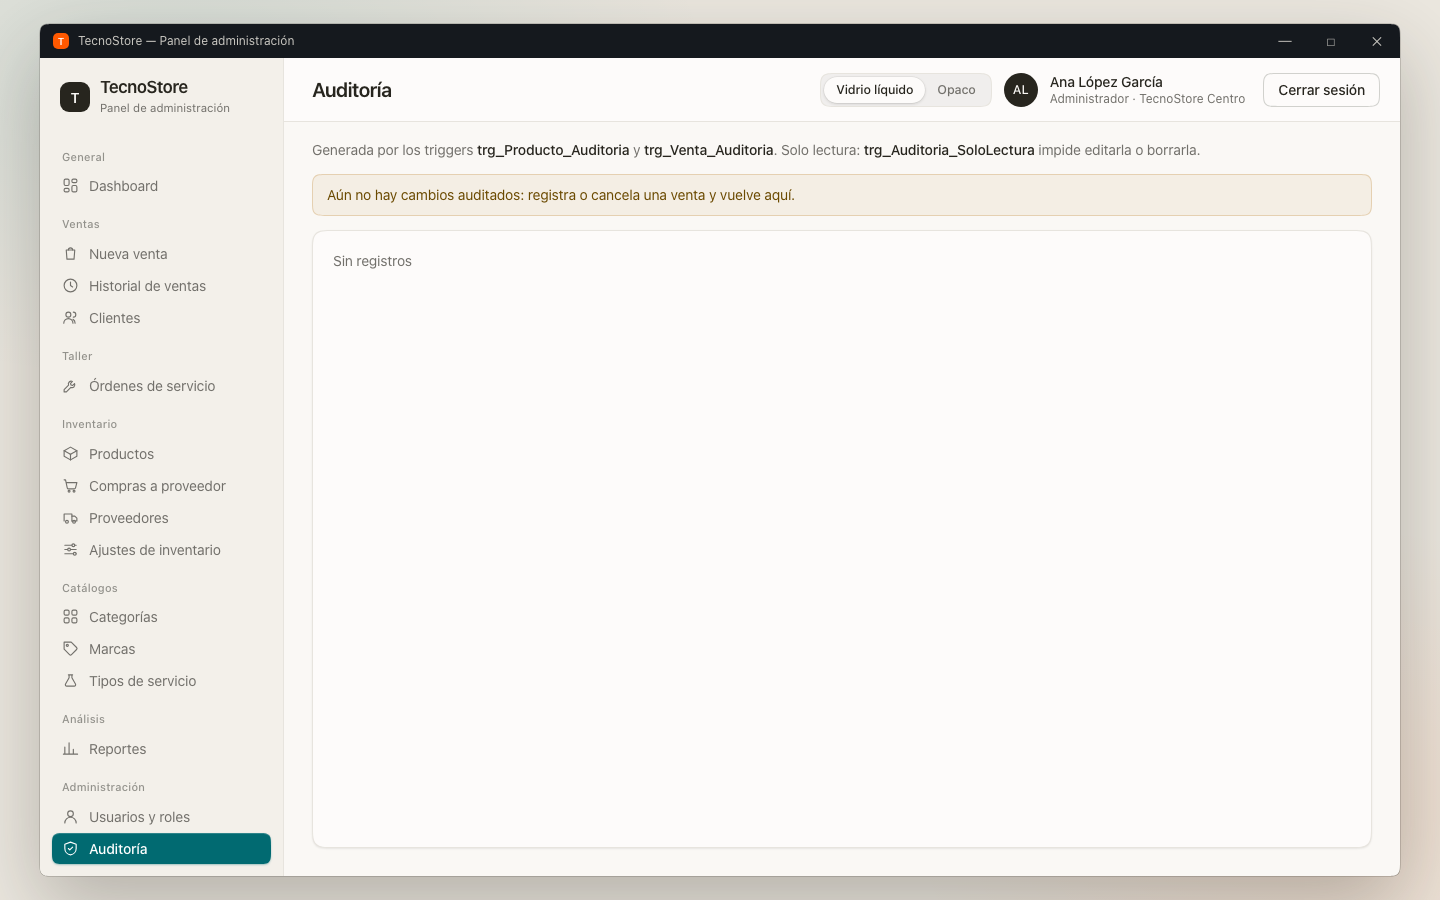 T TecnoStore — Panel de administración
T TecnoStore
Panel de administración
General
Dashboard
Ventas
Nueva venta
Historial de ventas
Clientes
Taller
Órdenes de servicio
Inventario
Productos
Compras a proveedor
Proveedores
Ajustes de inventario
Catálogos
Categorías
Marcas
Tipos de servicio
Análisis
Reportes
Administración
Usuarios y roles
Auditoría
Auditoría
Vidrio líquido Opaco
AL Ana López García
Administrador · TecnoStore Centro
Cerrar sesión
Generada por los triggers trg_Producto_Auditoria y trg_Venta_Auditoria. Solo lectura: trg_Auditoria_SoloLectura impide editarla o borrarla.
Aún no hay cambios auditados: registra o cancela una venta y vuelve aquí.
Sin registros